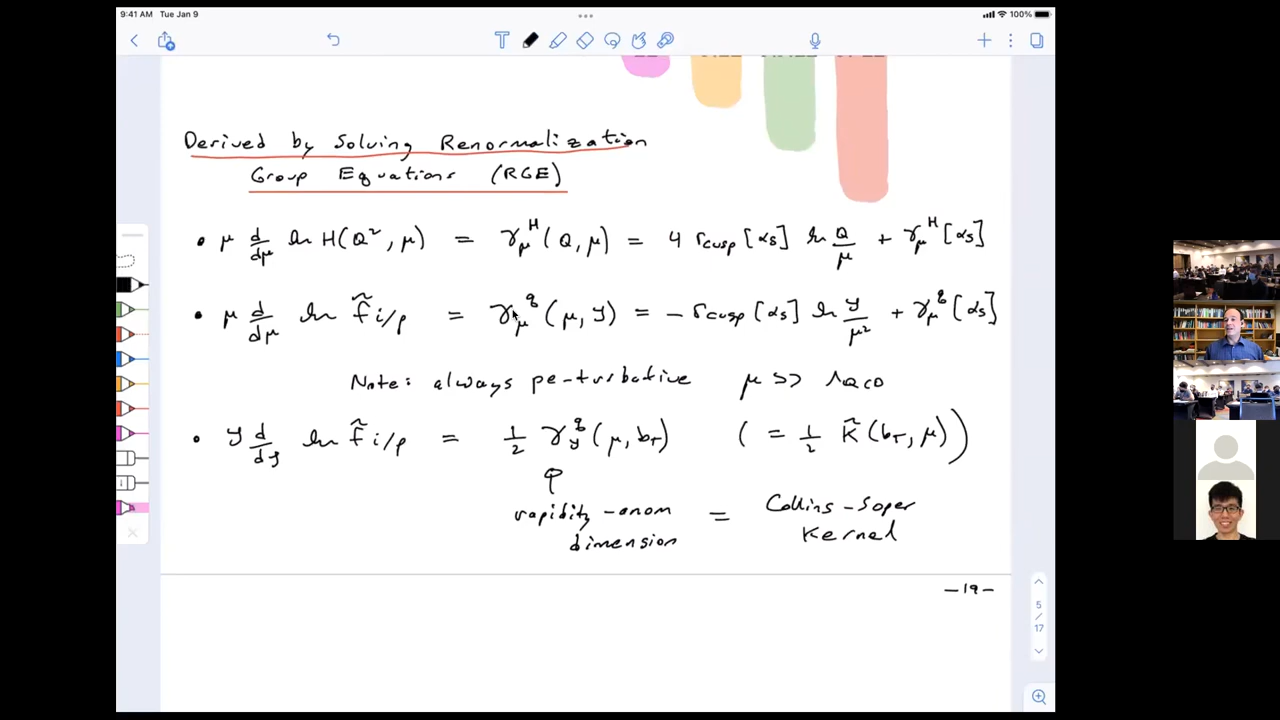 9:41 AM Tue Jan 9
100%
Derived by Solving Renormalization
Group Equations (RGE)
• μ d/dμ ln H(Q², μ) = γ_μ^H (Q, μ) = 4 Γcusp [αs] ln Q/μ + γ_μ^H [αs]
• μ d/dμ ln f̃ i/p = γ_μ^q (μ, ζ) = - Γcusp [αs] ln ζ/μ² + γ_μ^q [αs]
Note: always perturbative μ >> ΛQCD
• ζ d/dζ ln f̃ i/p = 1/2 γ_ζ^q (μ, bT) ( = 1/2 K̃ (bT, μ) )
rapidity-anom = Collins-Soper
dimension Kernel
-19-
5
/
17